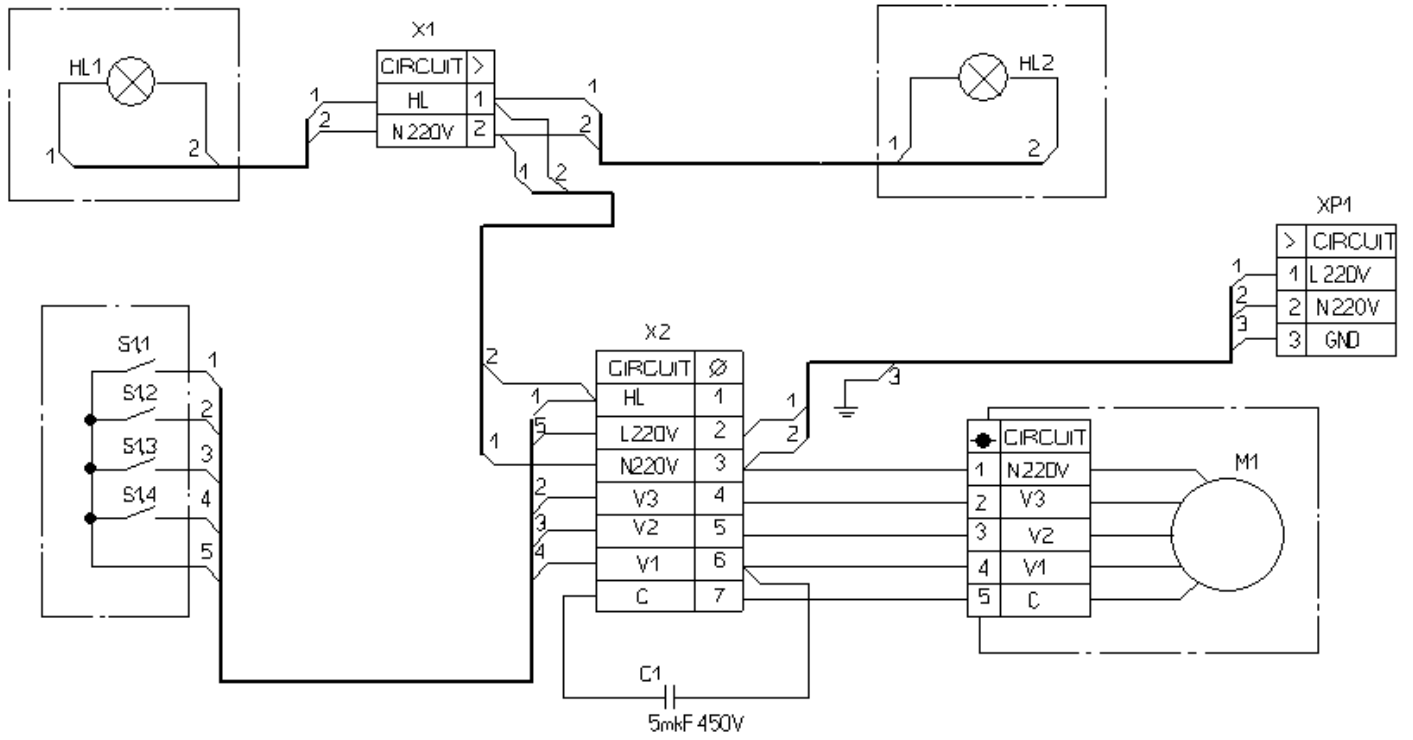 X1
CIRCUIT >
HL 1
N220V 2
HL1
1
2
1
2
1
2
1
2
HL2
1
2
XP1
> CIRCUIT
1 L220V
2 N220V
3 GND
1
2
3
3
S1,1
S1,2
S1,3
S1,4
1
2
3
4
5
2
1
X2
CIRCUIT Ø
HL 1
L220V 2
N220V 3
V3 4
V2 5
V1 6
C 7
1
5
2
3
4
1
2
CIRCUIT
1 N220V
2 V3
3 V2
4 V1
5 C
M1
C1
5mkF 450V